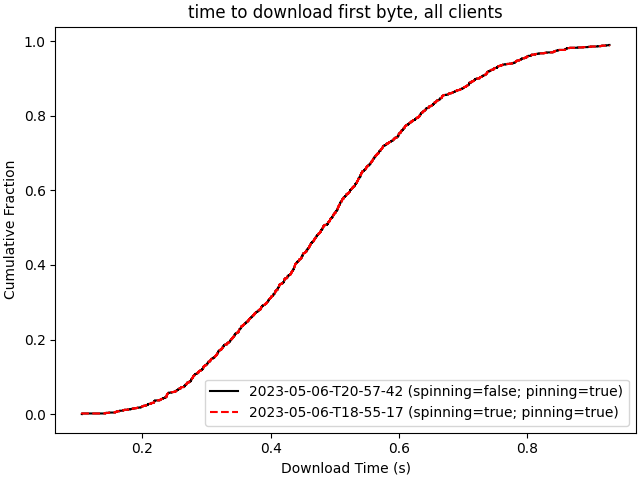 time to download first byte, all clients
1.0
0.8
0.6
0.4
0.2
0.0
Cumulative Fraction
2023-05-06-T20-57-42 (spinning=false; pinning=true)
2023-05-06-T18-55-17 (spinning=true; pinning=true)
0.2
0.4
0.6
0.8
Download Time (s)